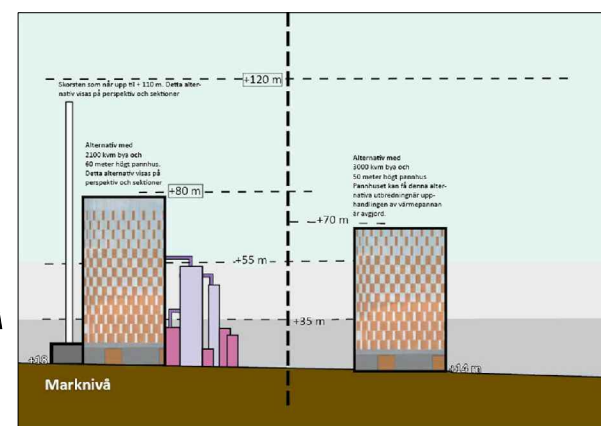 +120 m
Skorsten som når upp til + 110 m. Detta alter-
nativ visas på perspektiv och sektioner
Alternativ med
2100 kvm bya och
60 meter högt pannhus.
Detta alternativ visas på
perspektiv och sektioner
Alternativ med
3000 kvm bya och
50 meter högt pannhus
Pannhuset kan få denna alter-
nativa utbredningnär upp-
handlingen av värmepannan
är avgjord.
+80 m
+70 m
+55 m
+35 m
+18
+14 m
Marknivå